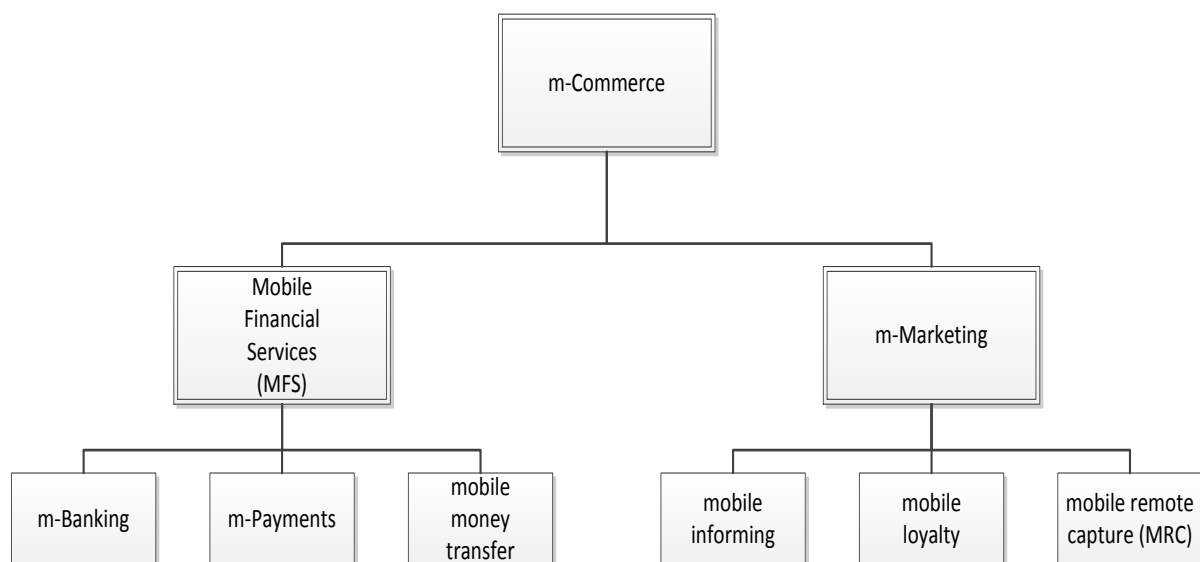 m-Commerce
Mobile
Financial
Services
(MFS)
m-Marketing
m-Banking
m-Payments
mobile
money
transfer
mobile
informing
mobile
loyalty
mobile remote
capture (MRC)